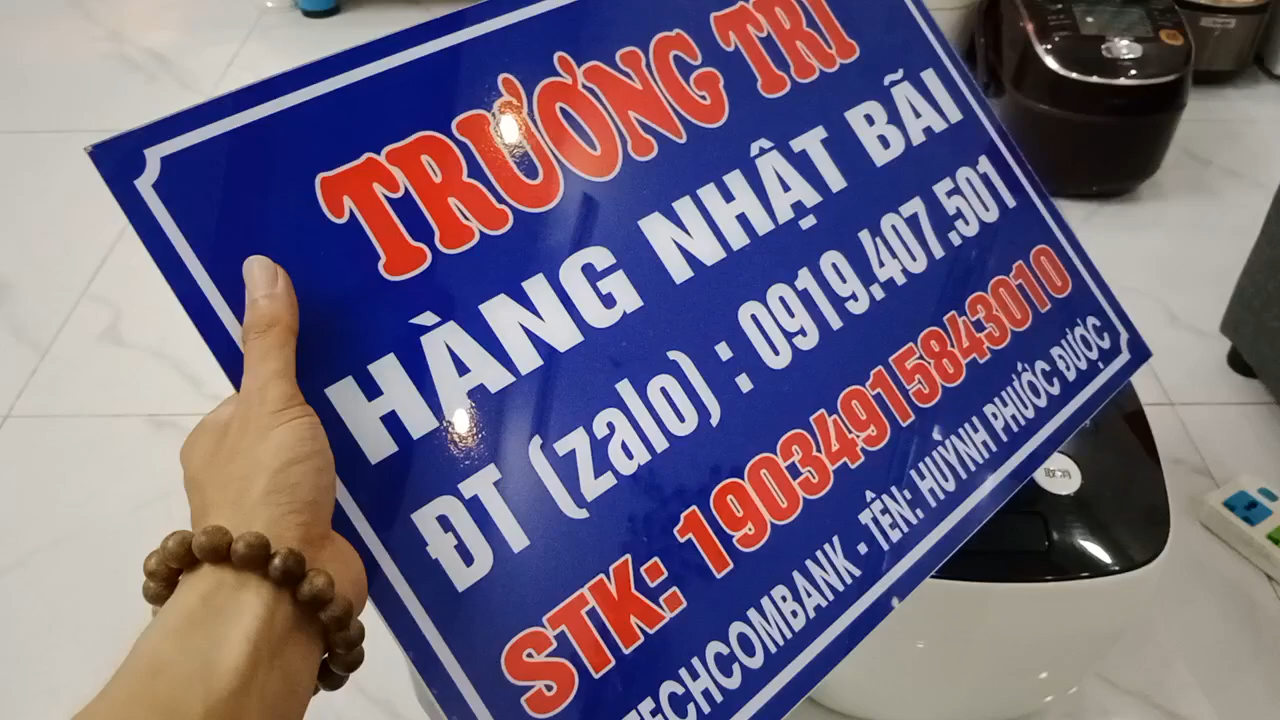 TRƯƠNG TRI
HÀNG NHẬT BÃI
ĐT (zalo) : 0919.407.501
STK: 19034915843010
TECHCOMBANK - TÊN: HUỲNH PHƯỚC ĐƯỢC